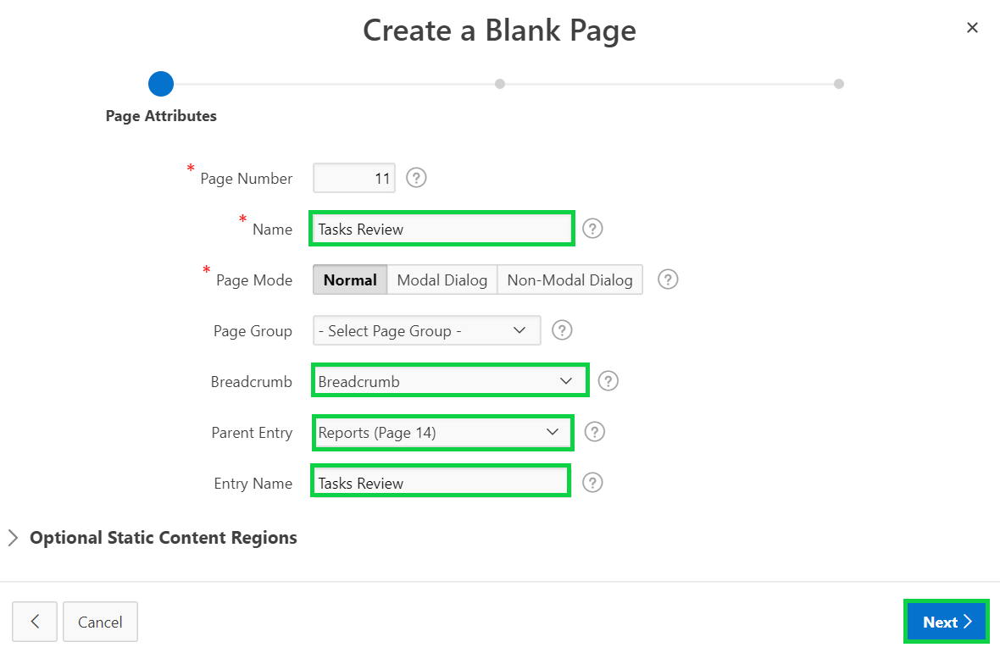 Create a Blank Page
Page Attributes
* Page Number 11 ?
* Name Tasks Review ?
* Page Mode Normal Modal Dialog Non-Modal Dialog ?
Page Group - Select Page Group - ?
Breadcrumb Breadcrumb ?
Parent Entry Reports (Page 14) ?
Entry Name Tasks Review ?
Optional Static Content Regions
Cancel Next